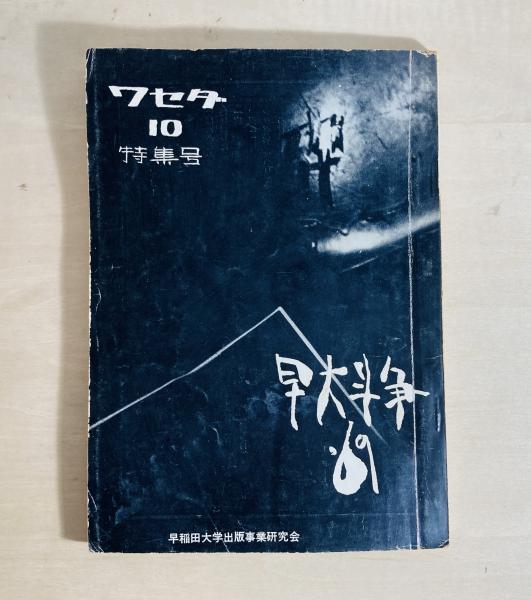 ワセダ
10
特集号
早大斗争
'69
早稲田大学出版事業研究会